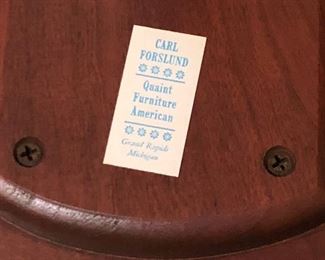 CARL
FORSLUND
Quaint
Furniture
American
Grand Rapids
Michigan